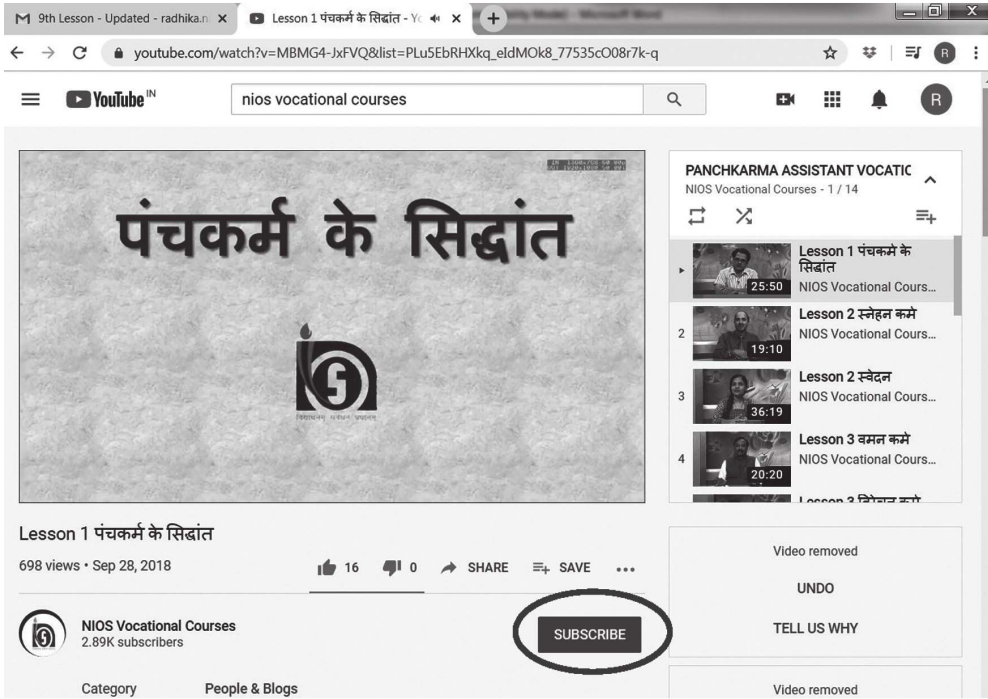 9th Lesson - Updated - radhika.n
Lesson 1 पंचकर्म के सिद्धांत - Yo
youtube.com/watch?v=MBMG4-JxFVQ&list=PLu5EbRHXkq_eIdMOk8_77535cO08r7k-q
R
YouTube IN
nios vocational courses
R
पंचकर्म के सिद्धांत
PANCHKARMA ASSISTANT VOCATIC
NIOS Vocational Courses - 1 / 14
Lesson 1 पंचकर्म के
सिद्धांत
NIOS Vocational Cours...
25:50
2
Lesson 2 स्नेहन कर्म
NIOS Vocational Cours...
19:10
3
Lesson 2 स्वेदन
NIOS Vocational Cours...
36:19
4
Lesson 3 वमन कर्म
NIOS Vocational Cours...
20:20
Lesson 3
Lesson 1 पंचकर्म के सिद्धांत
698 views • Sep 28, 2018
16
0
SHARE
SAVE
NIOS Vocational Courses
2.89K subscribers
SUBSCRIBE
Category People & Blogs
Video removed
UNDO
TELL US WHY
Video removed